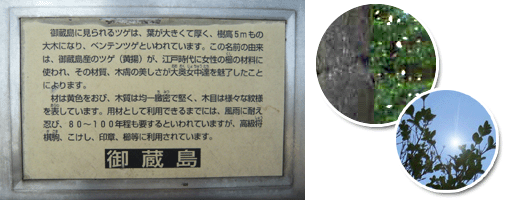 御蔵島に見られるツゲは、葉が大きくて厚く、樹高5mもの
大木になり、ベンテンツゲといわれています。この名前の由来
は、御蔵島産のツゲ（黄揚）が、江戸時代に女性の櫛の材料に
使われ、その材質、木斋の美しさが大奥女中達を魅了したこと
によります。
材は黄色をおび、木質は均一緻密で堅く、木目は様々な紋様
を表しています。用材として利用できるまでには、風雨に耐え
忍び、80〜100年程も要するといわれていますが、高級将
棋駒、こけし、印章、櫛等に利用されています。
御蔵島